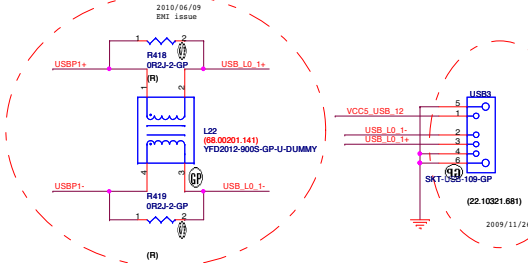 2010/06/09
EMI issue
1 2
USBP1+ USB_L0_1+
R418
0R2J-2-GP
(R)
1 2
L22
(68.00201.141)
YFD2012-900S-GP-U-DUMMY
4 3
GP
USBP1- USB_L0_1-
R419
0R2J-2-GP
1 2
(R)
USB3
5
VCC5_USB_12 1
USB_L0_1- 2
USB_L0_1+ 3
4
6
SKT-USB-109-GP
(22.10321.681)
2009/11/26